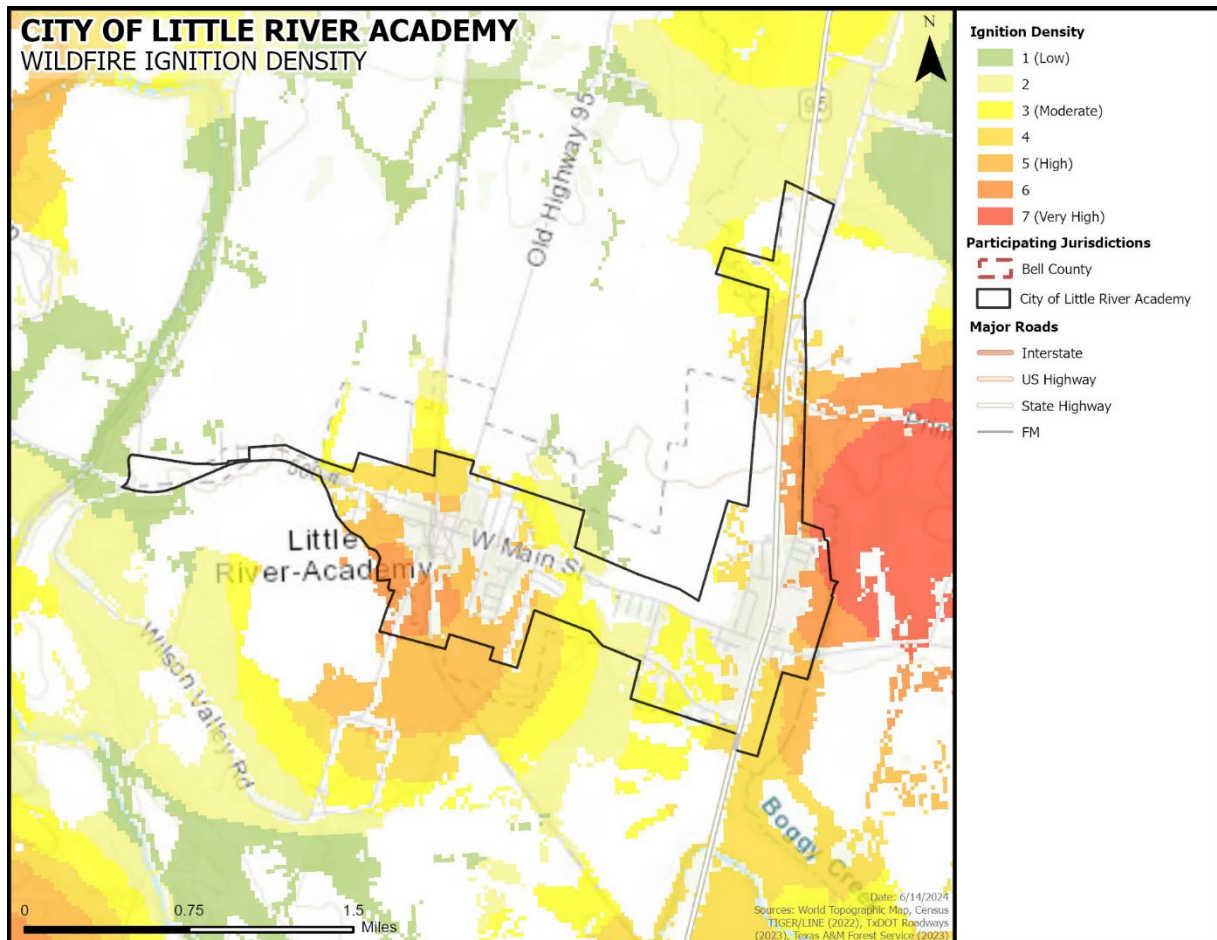 CITY OF LITTLE RIVER ACADEMY
WILDFIRE IGNITION DENSITY
N
95
Old Highway 95
500 ft
Little
River-Academy
W Main St
Wilson Valley Rd
Boggy Creek
0
0.75
1.5
Miles
Date: 6/14/2024
Sources: World Topographic Map, Census
TIGER/LINE (2022), TxDOT Roadways
(2023), Texas A&M Forest Service (2023)
Ignition Density
1 (Low)
2
3 (Moderate)
4
5 (High)
6
7 (Very High)
Participating Jurisdictions
Bell County
City of Little River Academy
Major Roads
Interstate
US Highway
State Highway
FM